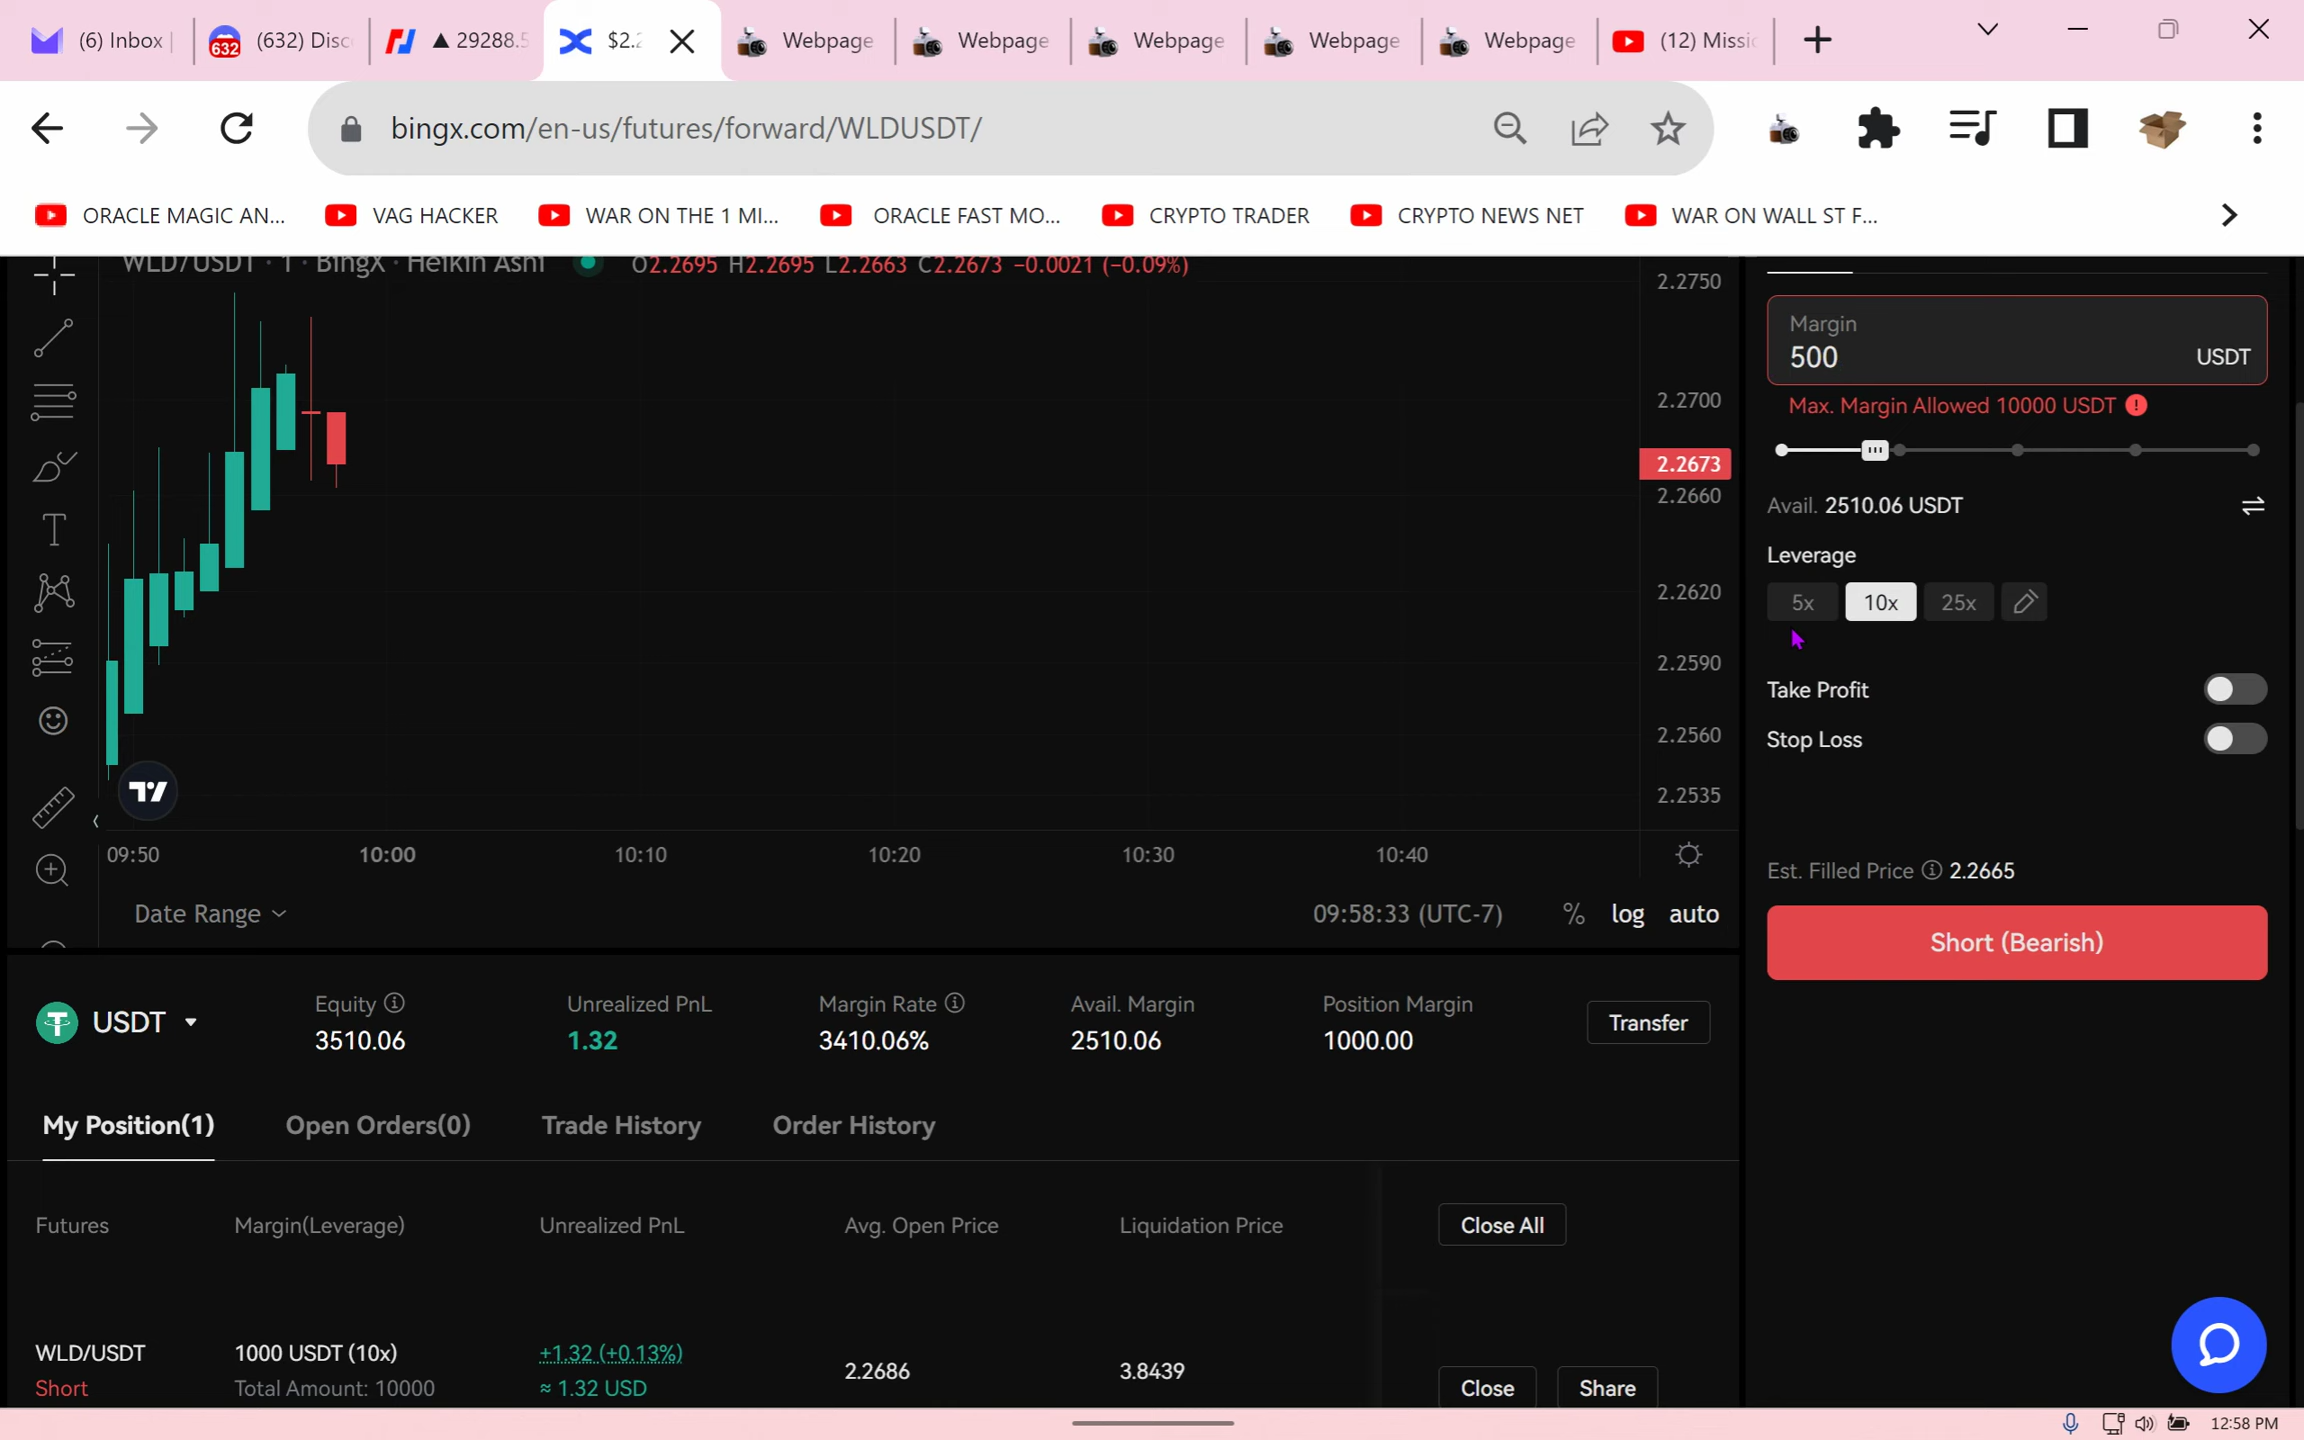 (6) Inbox
632 (632) Disc
▲ 29288.5
$2.2
Webpage
Webpage
Webpage
Webpage
Webpage
(12) Missi
bingx.com/en-us/futures/forward/WLDUSDT/
ORACLE MAGIC AN...
VAG HACKER
WAR ON THE 1 MI...
ORACLE FAST MO...
CRYPTO TRADER
CRYPTO NEWS NET
WAR ON WALL ST F...
WLD/USDT · 1 · BingX · Heikin Ashi O2.2695 H2.2695 L2.2663 C2.2673 −0.0021 (−0.09%)
2.2750
2.2700
2.2673
2.2660
2.2620
2.2590
2.2560
2.2535
09:50 10:00 10:10 10:20 10:30 10:40
Date Range
09:58:33 (UTC-7) % log auto
Margin
500 USDT
Max. Margin Allowed 10000 USDT
Avail. 2510.06 USDT
Leverage
5x 10x 25x
Take Profit
Stop Loss
Est. Filled Price 2.2665
Short (Bearish)
USDT
Equity
3510.06
Unrealized PnL
1.32
Margin Rate
3410.06%
Avail. Margin
2510.06
Position Margin
1000.00
Transfer
My Position(1) Open Orders(0) Trade History Order History
Futures Margin(Leverage) Unrealized PnL Avg. Open Price Liquidation Price Close All
WLD/USDT
Short
1000 USDT (10x)
Total Amount: 10000
+1.32 (+0.13%)
≈ 1.32 USD
2.2686
3.8439
Close Share
12:58 PM